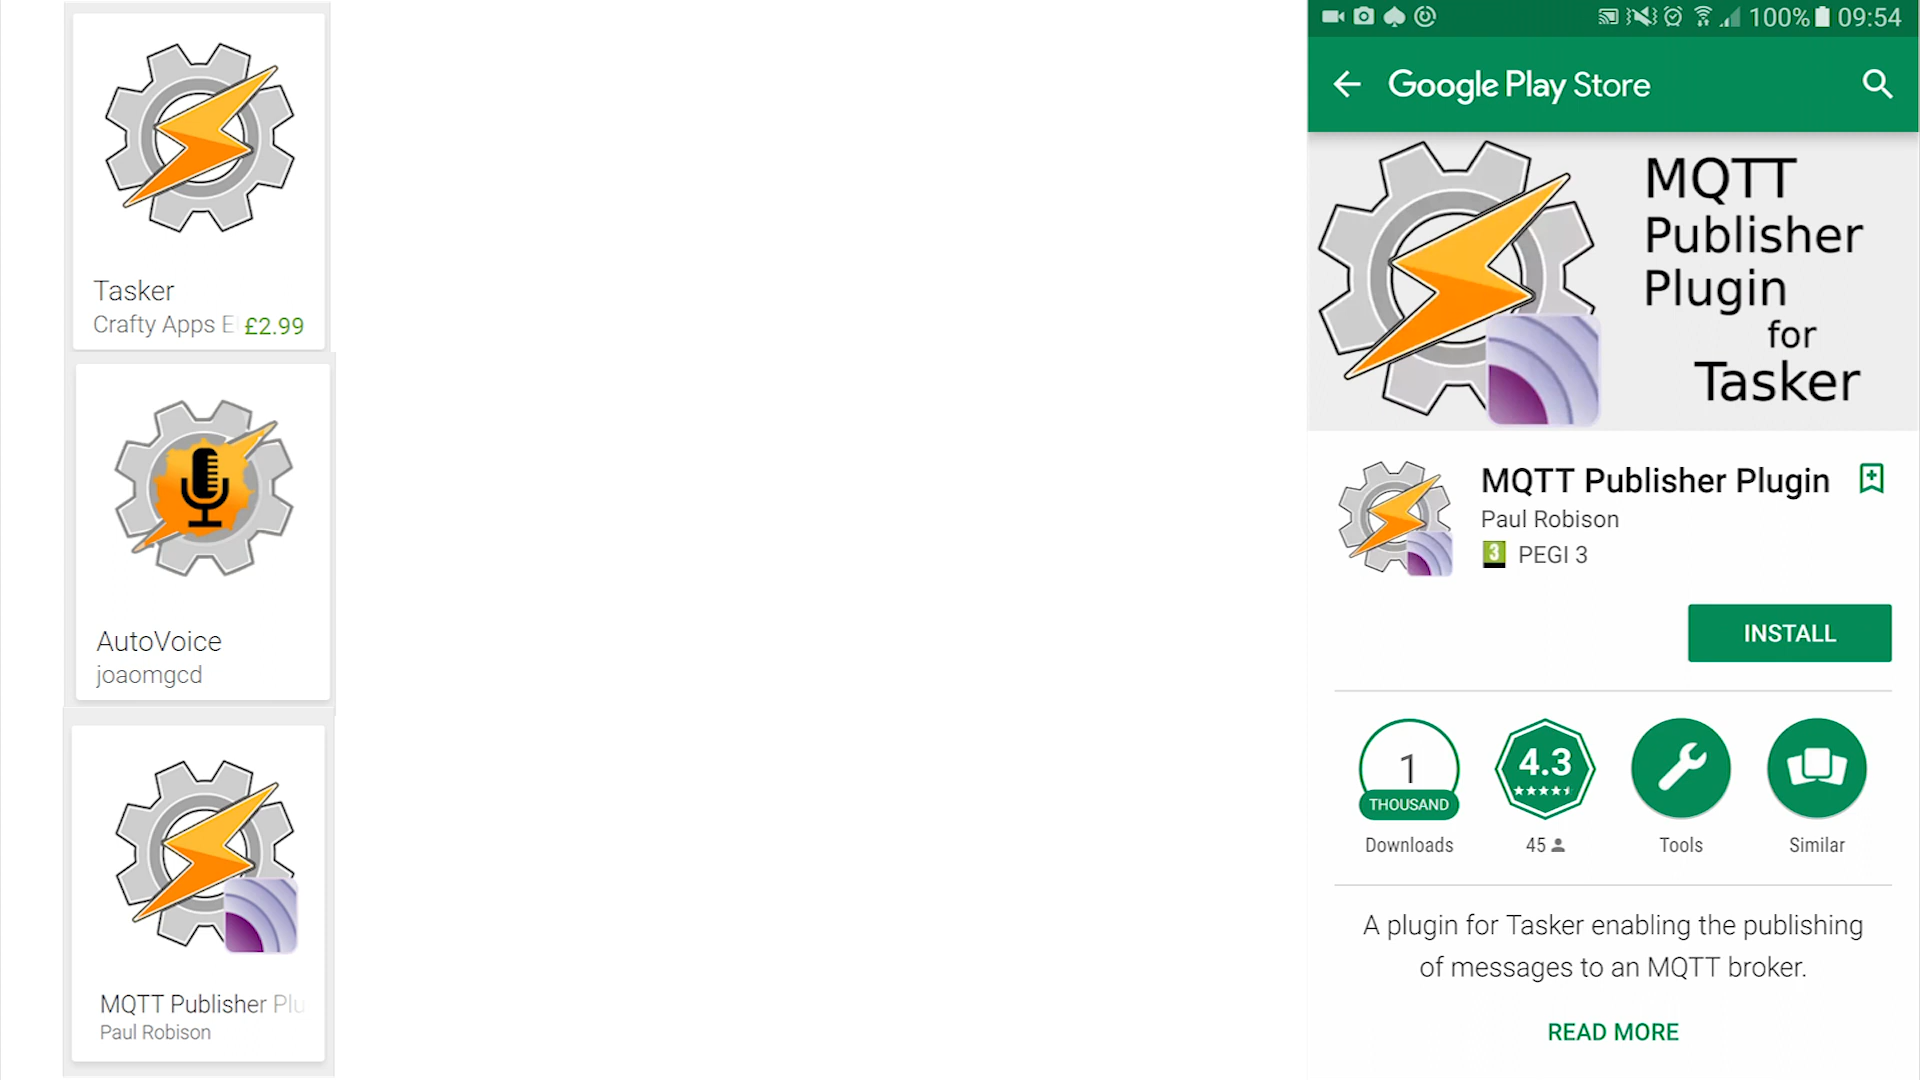 Tasker
Crafty Apps E
£2.99
AutoVoice
joaomgcd
MQTT Publisher Plu
Paul Robison
100% 09:54
Google Play Store
MQTT
Publisher
Plugin
for
Tasker
MQTT Publisher Plugin
Paul Robison
3 PEGI 3
INSTALL
1
THOUSAND
Downloads
4.3
45
Tools
Similar
A plugin for Tasker enabling the publishing
of messages to an MQTT broker.
READ MORE